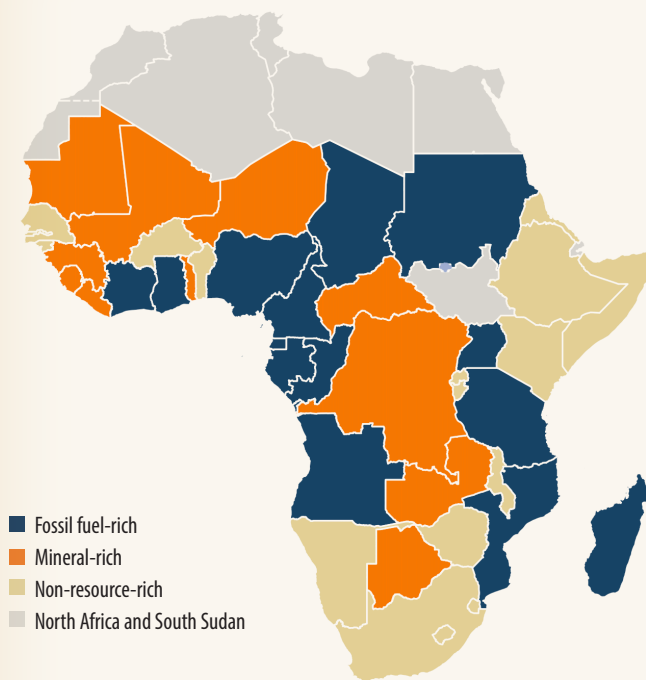 Fossil fuel-rich
Mineral-rich
Non-resource-rich
North Africa and South Sudan